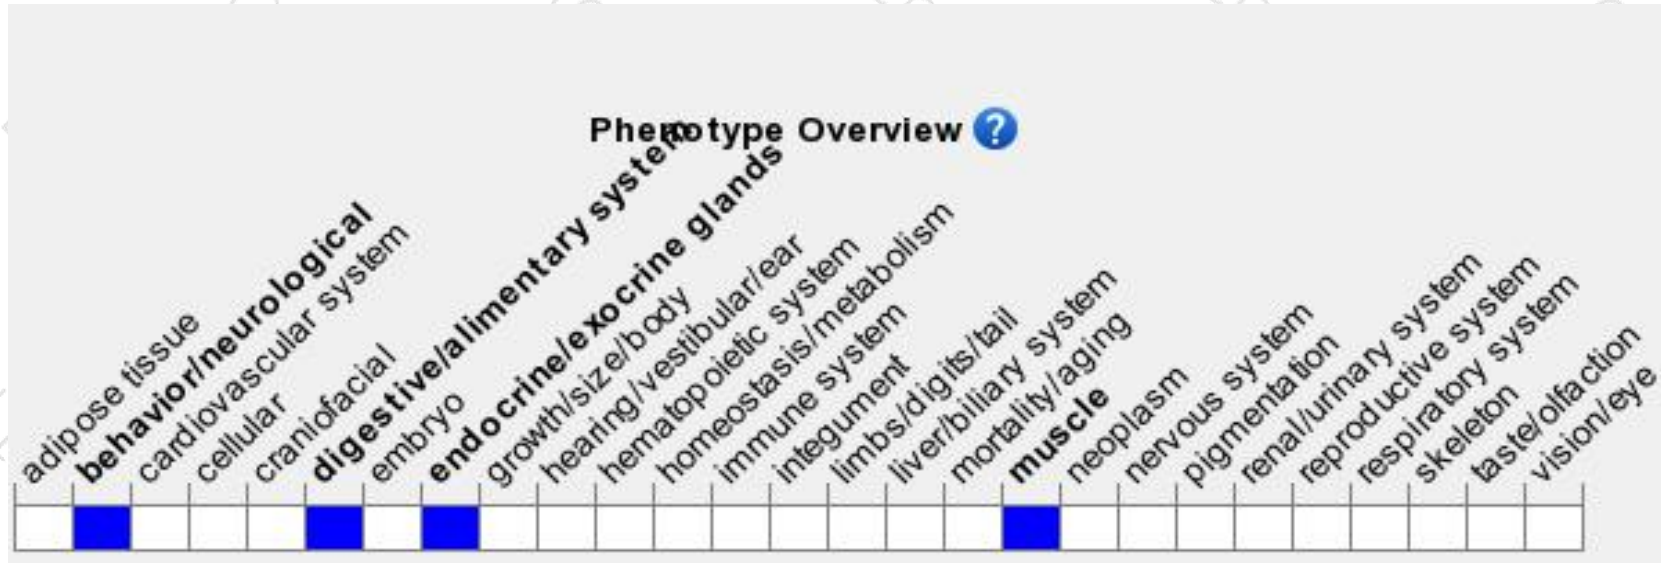 Phenotype Overview ?
adipose tissue
behavior/neurological
cardiovascular system
cellular
craniofacial
digestive/alimentary system
embryo
endocrine/exocrine glands
growth/size/body
hearing/vestibular/ear
hematopoietic system
homeostasis/metabolism
immune system
integument
limbs/digits/tail
liver/biliary system
mortality/aging
muscle
neoplasm
nervous system
pigmentation
renal/urinary system
reproductive system
respiratory system
skeleton
taste/olfaction
vision/eye